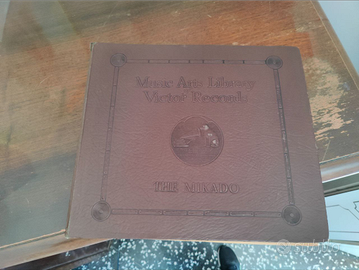 Music Arts Library
Victor Records
THE MIKADO